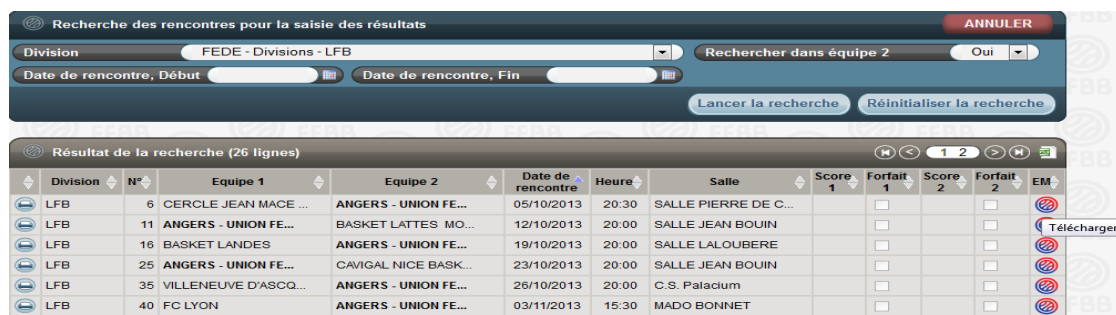 Recherche des rencontres pour la saisie des résultats ANNULER
Division FEDE - Divisions - LFB Rechercher dans équipe 2 Oui
Date de rencontre, Début Date de rencontre, Fin
Lancer la recherche Réinitialiser la recherche
Résultat de la recherche (26 lignes) 1 2
Division N° Equipe 1 Equipe 2 Date de rencontre Heure Salle Score 1 Forfait 1 Score 2 Forfait 2 EM
LFB 6 CERCLE JEAN MACE ... ANGERS - UNION FE... 05/10/2013 20:30 SALLE PIERRE DE C...
LFB 11 ANGERS - UNION FE... BASKET LATTES MO... 12/10/2013 20:00 SALLE JEAN BOUIN
Télécharger
LFB 16 BASKET LANDES ANGERS - UNION FE... 19/10/2013 20:00 SALLE LALOUBERE
LFB 25 ANGERS - UNION FE... CAVIGAL NICE BASK... 23/10/2013 20:00 SALLE JEAN BOUIN
LFB 35 VILLENEUVE D'ASCQ... ANGERS - UNION FE... 26/10/2013 20:00 C.S. Palacium
LFB 40 FC LYON ANGERS - UNION FE... 03/11/2013 15:30 MADO BONNET